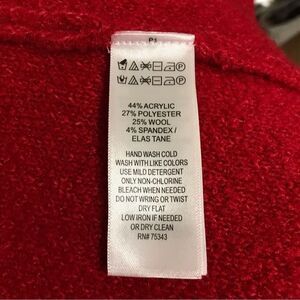 P1
44% ACRYLIC
27% POLYESTER
25% WOOL
4% SPANDEX /
ELAS TANE
HAND WASH COLD
WASH WITH LIKE COLORS
USE MILD DETERGENT
ONLY NON-CHLORINE
BLEACH WHEN NEEDED
DO NOT WRING OR TWIST
DRY FLAT
LOW IRON IF NEEDED
OR DRY CLEAN
RN# 75343